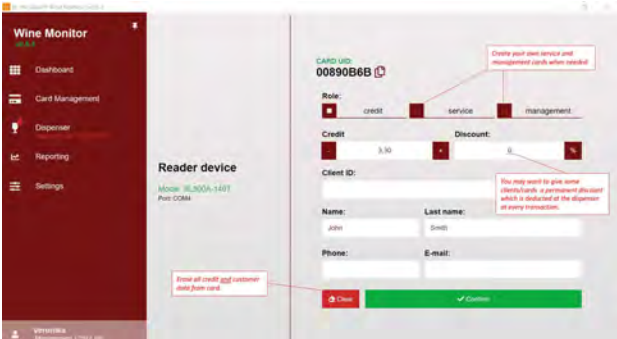 Wine Monitor
Dashboard
Card Management
Dispenser
Reporting
Settings
Veronika
Reader device
Port: COM4
CARD UID:
00890B6B
Role:
credit
service
management
Credit
Discount:
3,30
0
%
Client ID:
Name:
Last name:
John
Smith
Phone:
E-mail:
Clear
Confirm
Create your own service and
management cards when needed
You may want to give some
clients/cards a permanent discount
which is deducted at the dispenser
at every transaction.
Erase all credit and customer
data from card.